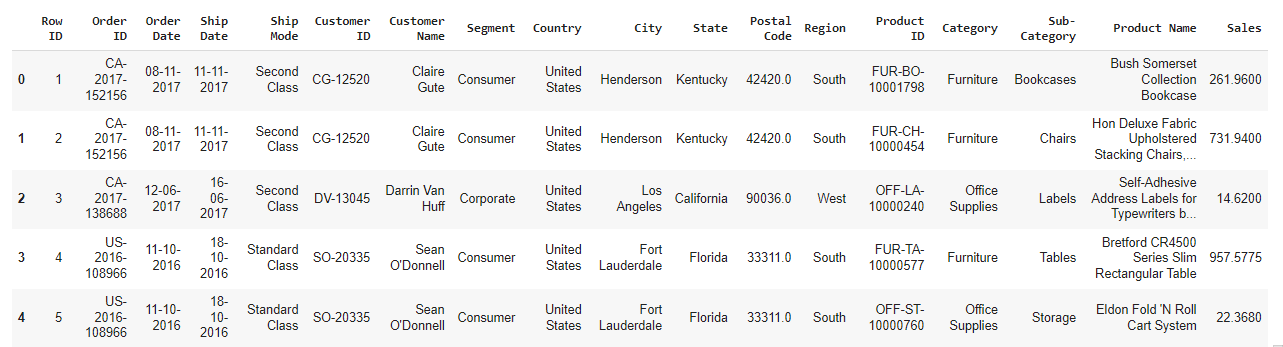 Row ID Order ID Order Date Ship Date Ship Mode Customer ID Customer Name Segment Country City State Postal Code Region Product ID Category Sub-Category Product Name Sales
0 1 CA-2017-152156 08-11-2017 11-11-2017 Second Class CG-12520 Claire Gute Consumer United States Henderson Kentucky 42420.0 South FUR-BO-10001798 Furniture Bookcases Bush Somerset Collection Bookcase 261.9600
1 2 CA-2017-152156 08-11-2017 11-11-2017 Second Class CG-12520 Claire Gute Consumer United States Henderson Kentucky 42420.0 South FUR-CH-10000454 Furniture Chairs Hon Deluxe Fabric Upholstered Stacking Chairs,... 731.9400
2 3 CA-2017-138688 12-06-2017 16-06-2017 Second Class DV-13045 Darrin Van Huff Corporate United States Los Angeles California 90036.0 West OFF-LA-10000240 Office Supplies Labels Self-Adhesive Address Labels for Typewriters b... 14.6200
3 4 US-2016-108966 11-10-2016 18-10-2016 Standard Class SO-20335 Sean O'Donnell Consumer United States Fort Lauderdale Florida 33311.0 South FUR-TA-10000577 Furniture Tables Bretford CR4500 Series Slim Rectangular Table 957.5775
4 5 US-2016-108966 11-10-2016 18-10-2016 Standard Class SO-20335 Sean O'Donnell Consumer United States Fort Lauderdale Florida 33311.0 South OFF-ST-10000760 Office Supplies Storage Eldon Fold 'N Roll Cart System 22.3680